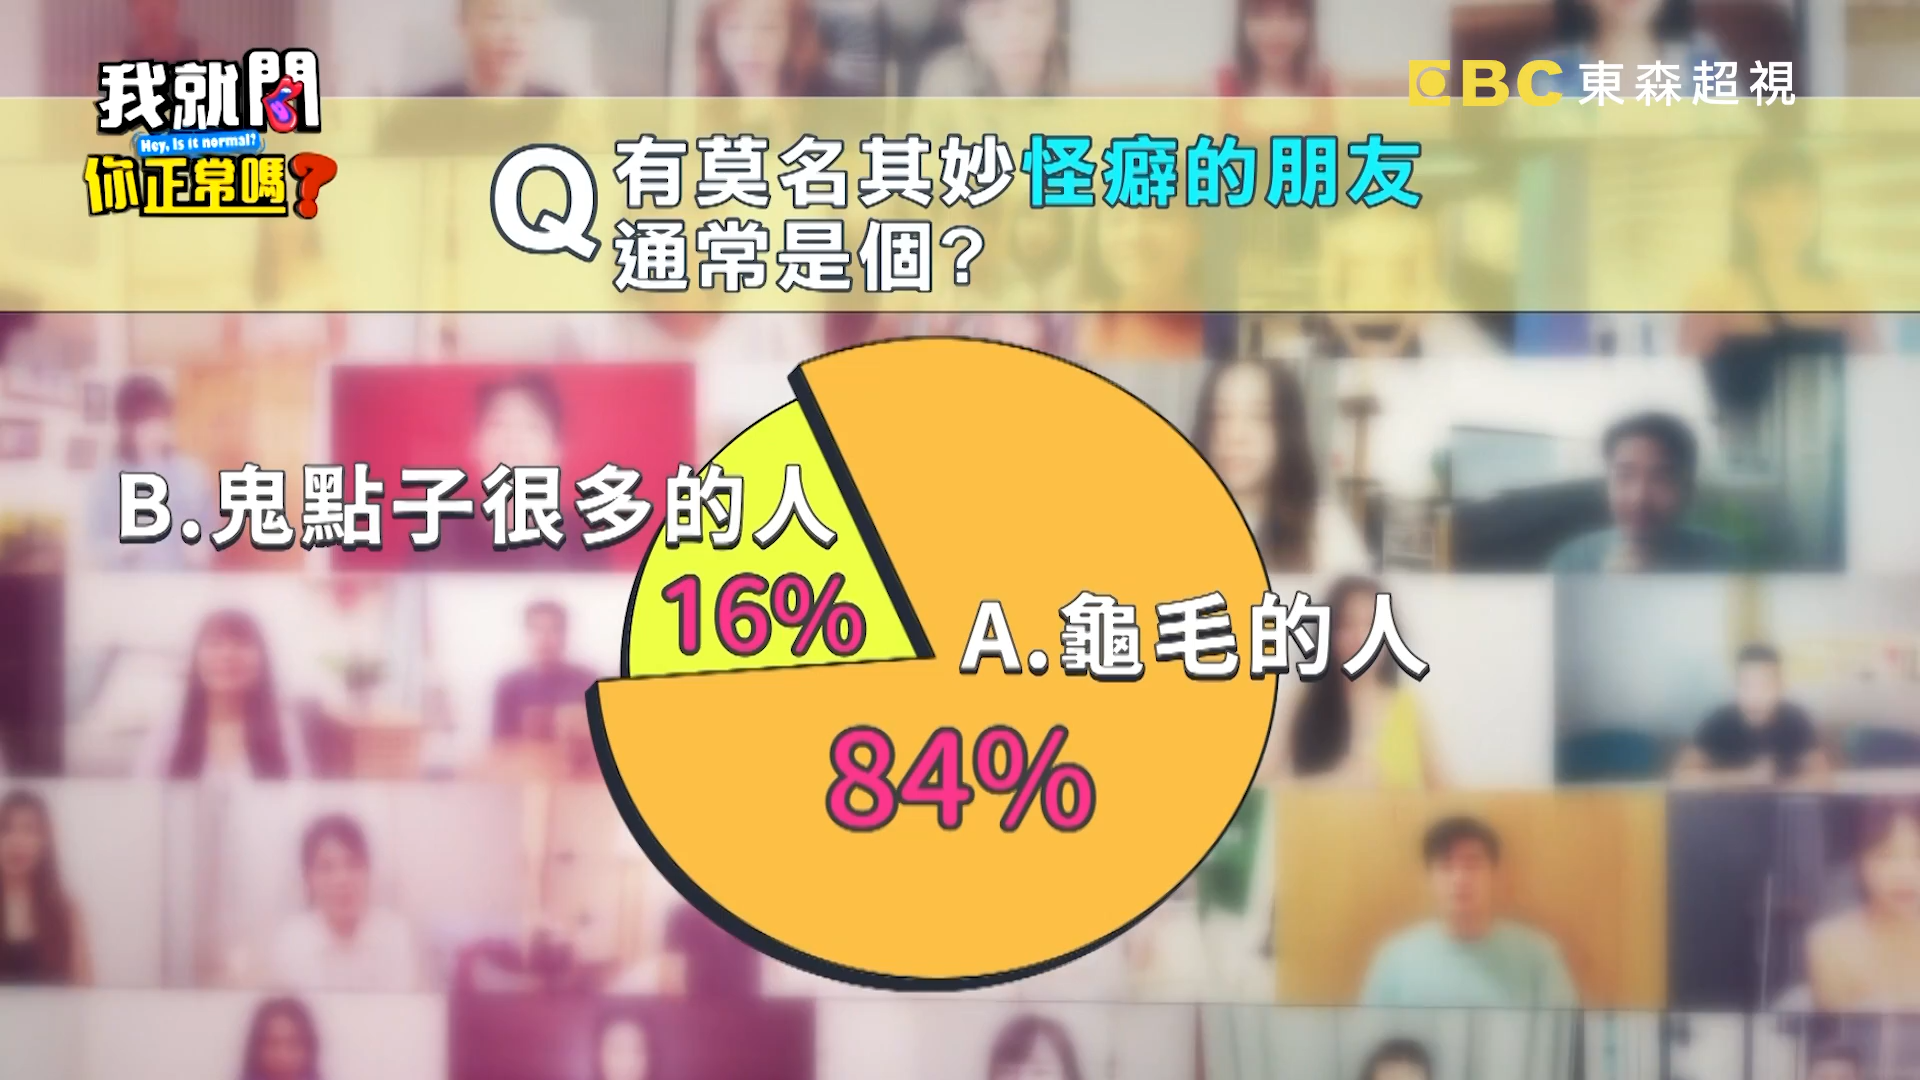 我就問
Hey, is it normal?
你正常嗎?
EBC 東森超視
Q 有莫名其妙怪癖的朋友
通常是個?
B.鬼點子很多的人
16%
A.龜毛的人
84%